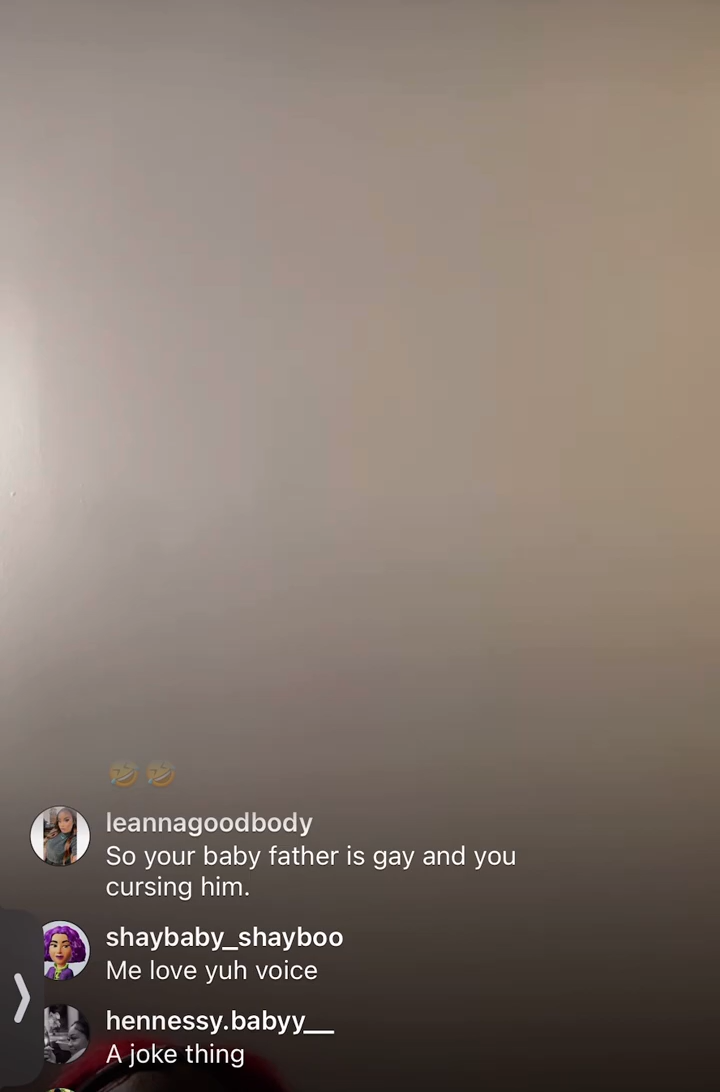 🤣 🤣
leannagoodbody
So your baby father is gay and you
cursing him.
shaybaby_shayboo
Me love yuh voice
hennessy.babyy__
A joke thing